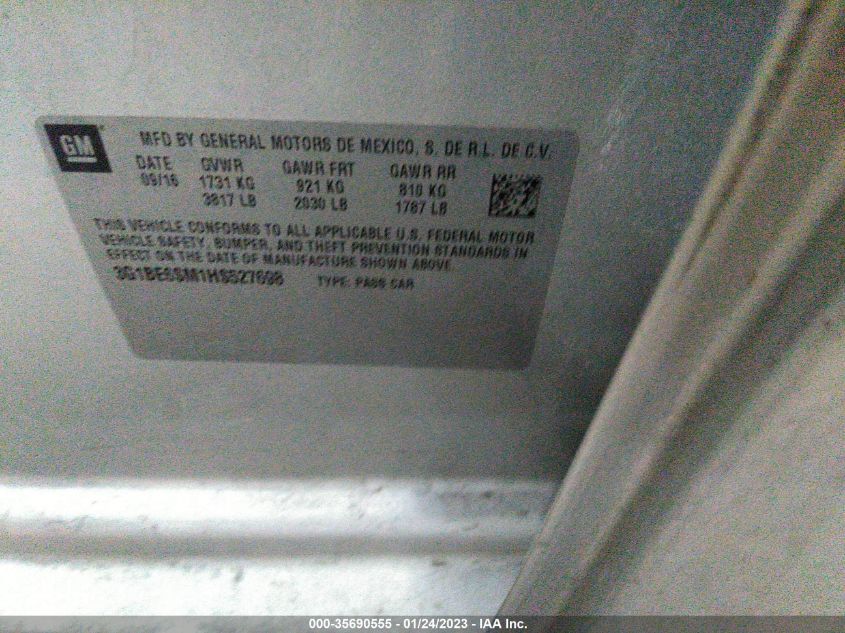 GM
MFD BY GENERAL MOTORS DE MEXICO, S. DE R.L. DE C.V.
DATE GVWR GAWR FRT GAWR RR
09/16 1731 KG 921 KG 810 KG
3817 LB 2030 LB 1787 LB
THIS VEHICLE CONFORMS TO ALL APPLICABLE U.S. FEDERAL MOTOR
VEHICLE SAFETY, BUMPER, AND THEFT PREVENTION STANDARDS IN
EFFECT ON THE DATE OF MANUFACTURE SHOWN ABOVE.
3G1BE6SM1HS527698 TYPE: PASS CAR
000-35690555 - 01/24/2023 - IAA Inc.